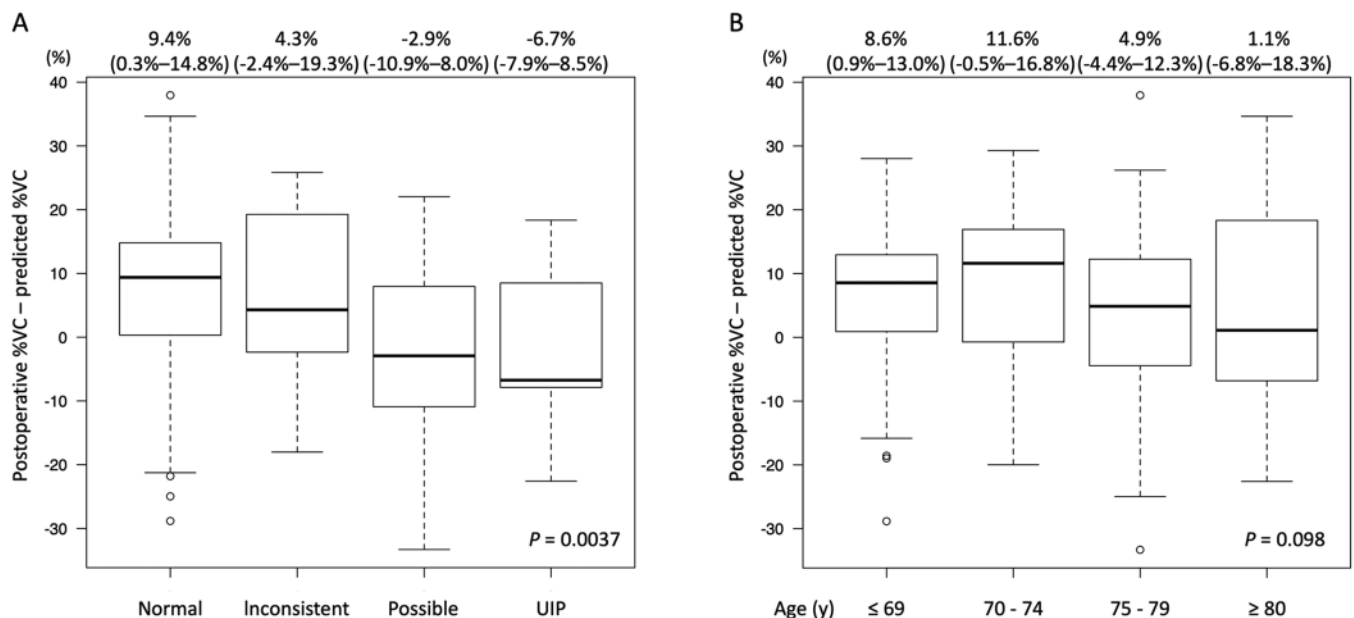 A
9.4% 4.3% -2.9% -6.7%
(%) (0.3%–14.8%) (-2.4%–19.3%) (-10.9%–8.0%) (-7.9%–8.5%)
Postoperative %VC – predicted %VC
40
30
20
10
0
-10
-20
-30
P = 0.0037
Normal Inconsistent Possible UIP
B
8.6% 11.6% 4.9% 1.1%
(%) (0.9%–13.0%) (-0.5%–16.8%) (-4.4%–12.3%) (-6.8%–18.3%)
Postoperative %VC – predicted %VC
40
30
20
10
0
-10
-20
-30
P = 0.098
Age (y) ≤ 69 70 - 74 75 - 79 ≥ 80